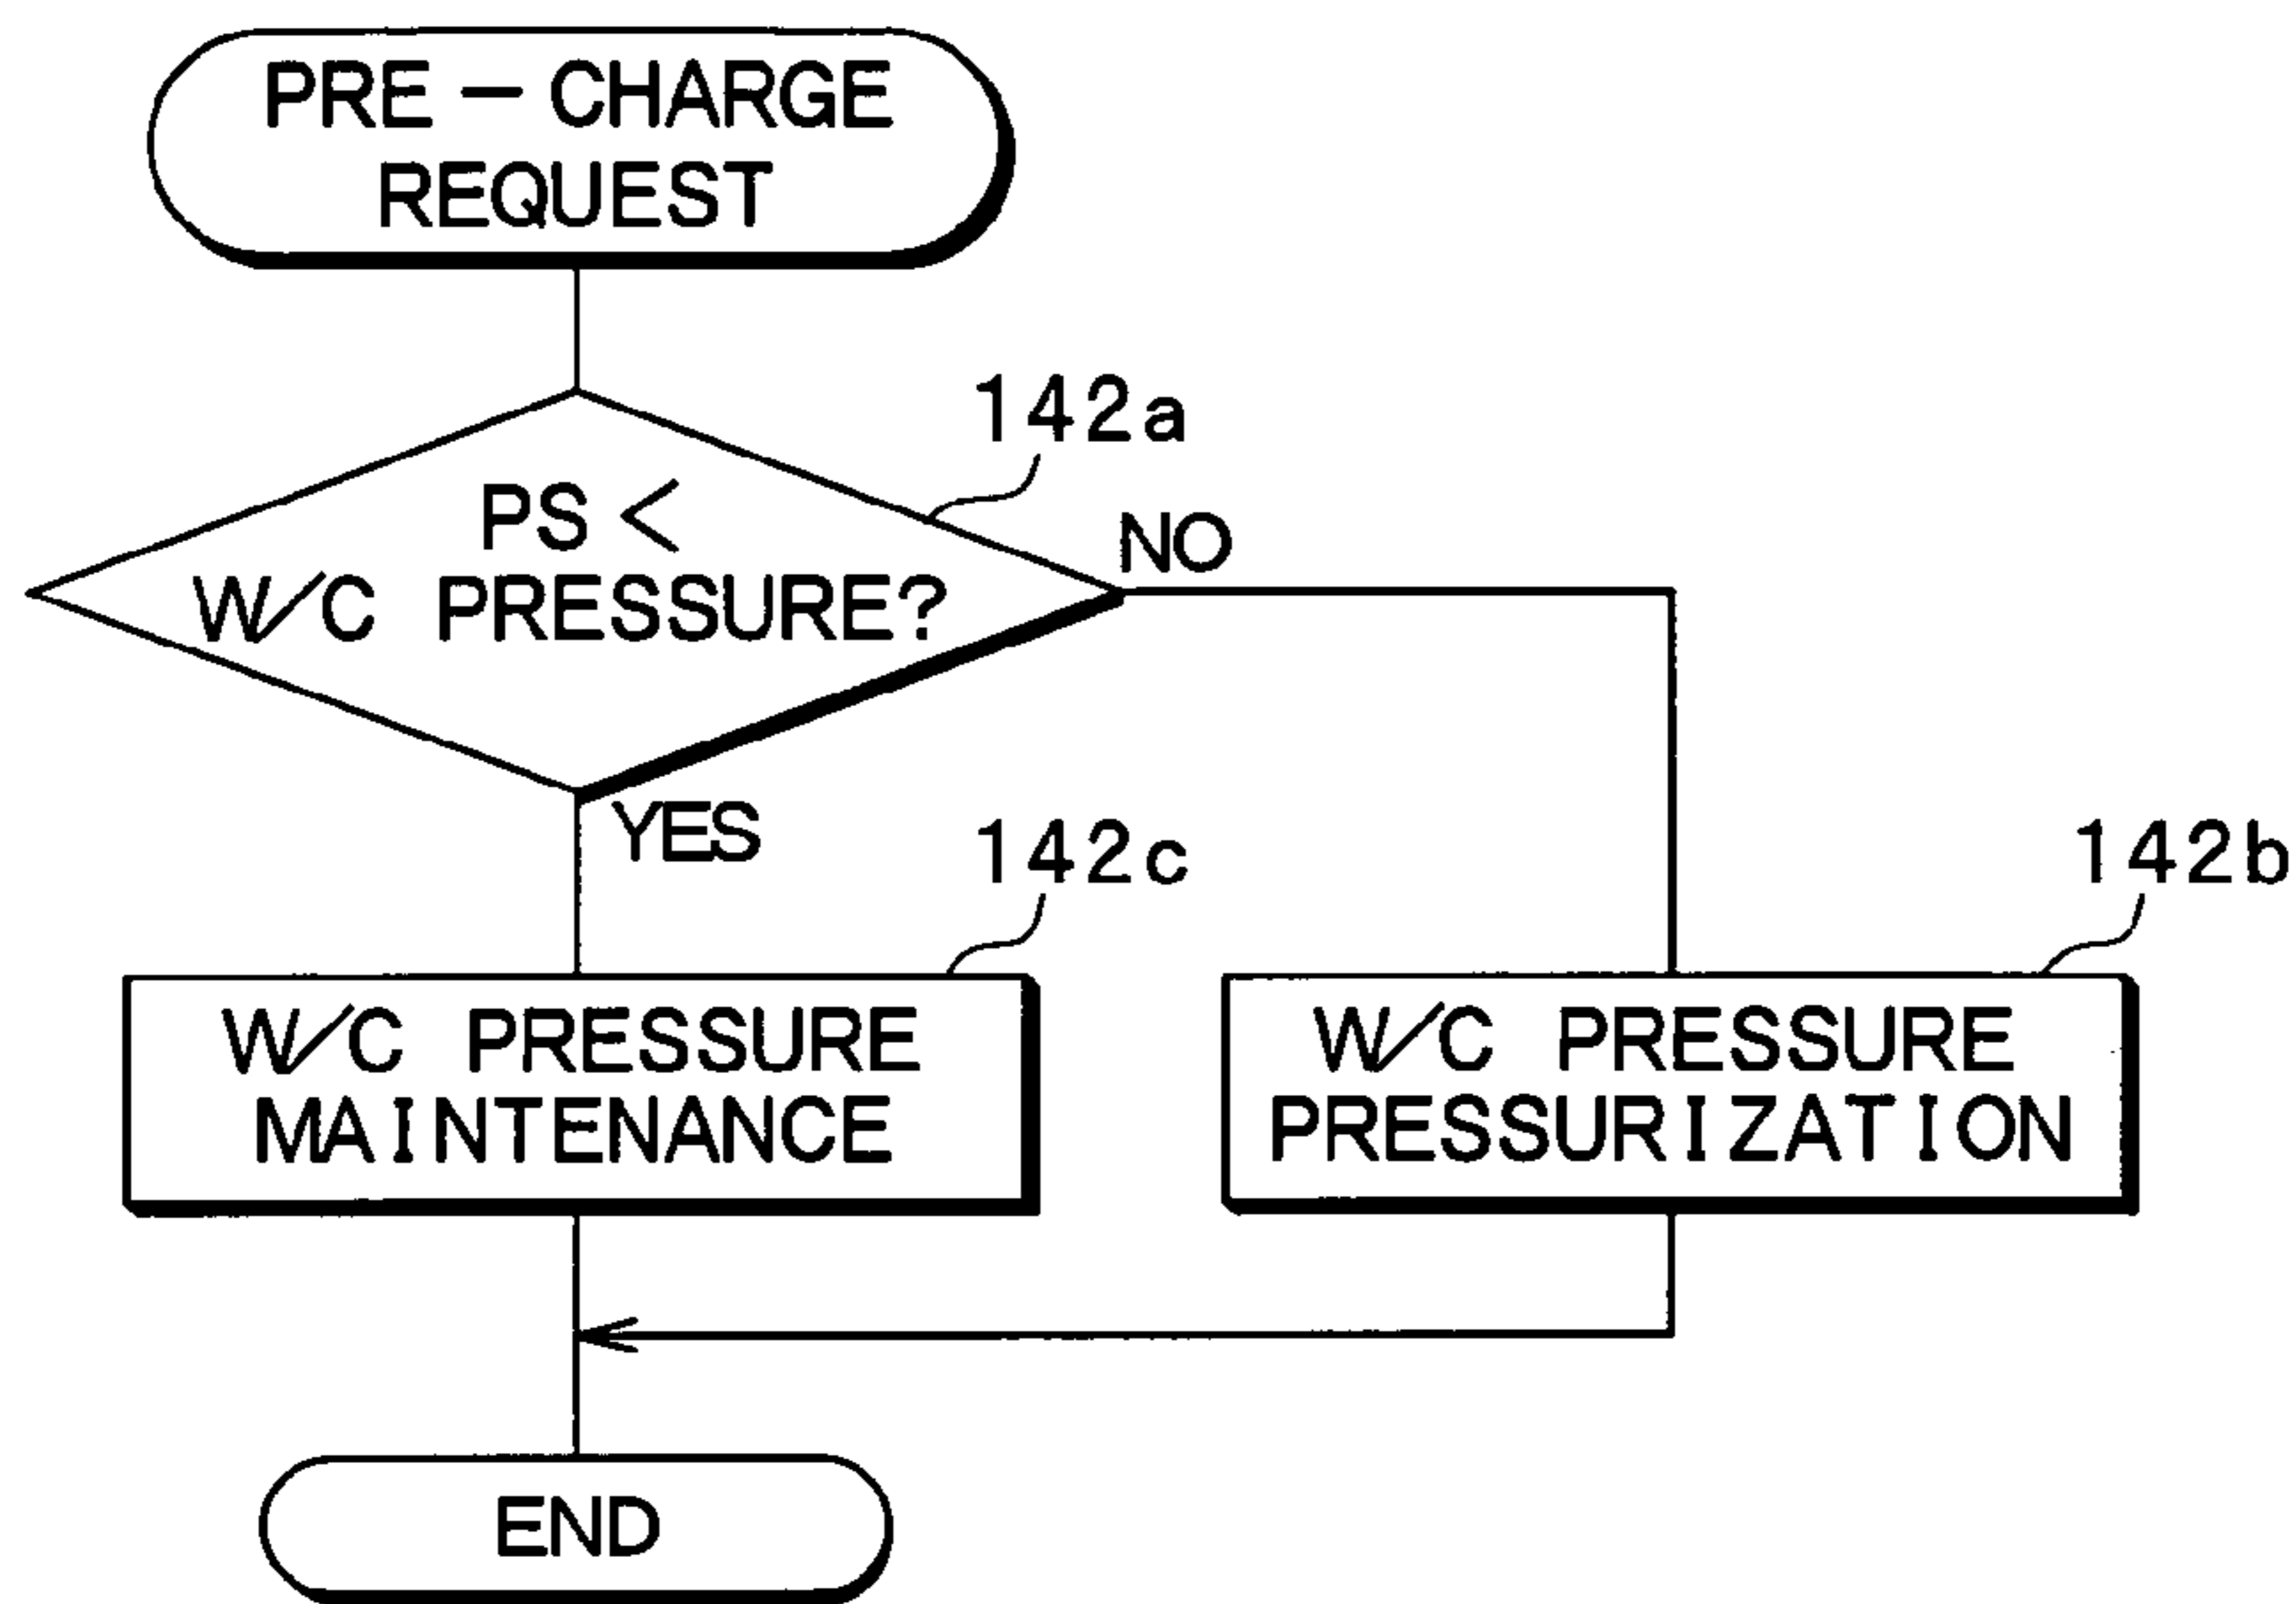 PRE-CHARGE
REQUEST
142a
PS <
W/C PRESSURE?
NO
YES
142c
142b
W/C PRESSURE
MAINTENANCE
W/C PRESSURE
PRESSURIZATION
END